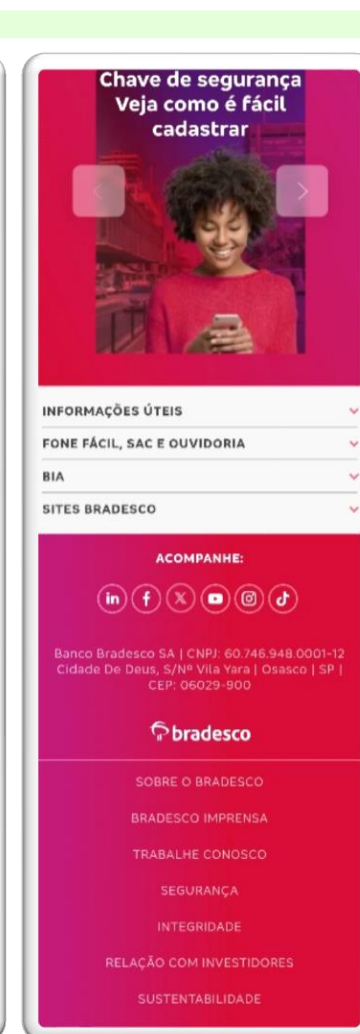 Chave de segurança
Veja como é fácil
cadastrar
INFORMAÇÕES ÚTEIS
FONE FÁCIL, SAC E OUVIDORIA
BIA
SITES BRADESCO
ACOMPANHE:
Banco Bradesco SA | CNPJ: 60.746.948.0001-12
Cidade De Deus, S/Nº Vila Yara | Osasco | SP |
CEP: 06029-900
bradesco
SOBRE O BRADESCO
BRADESCO IMPRENSA
TRABALHE CONOSCO
SEGURANÇA
INTEGRIDADE
RELAÇÃO COM INVESTIDORES
SUSTENTABILIDADE